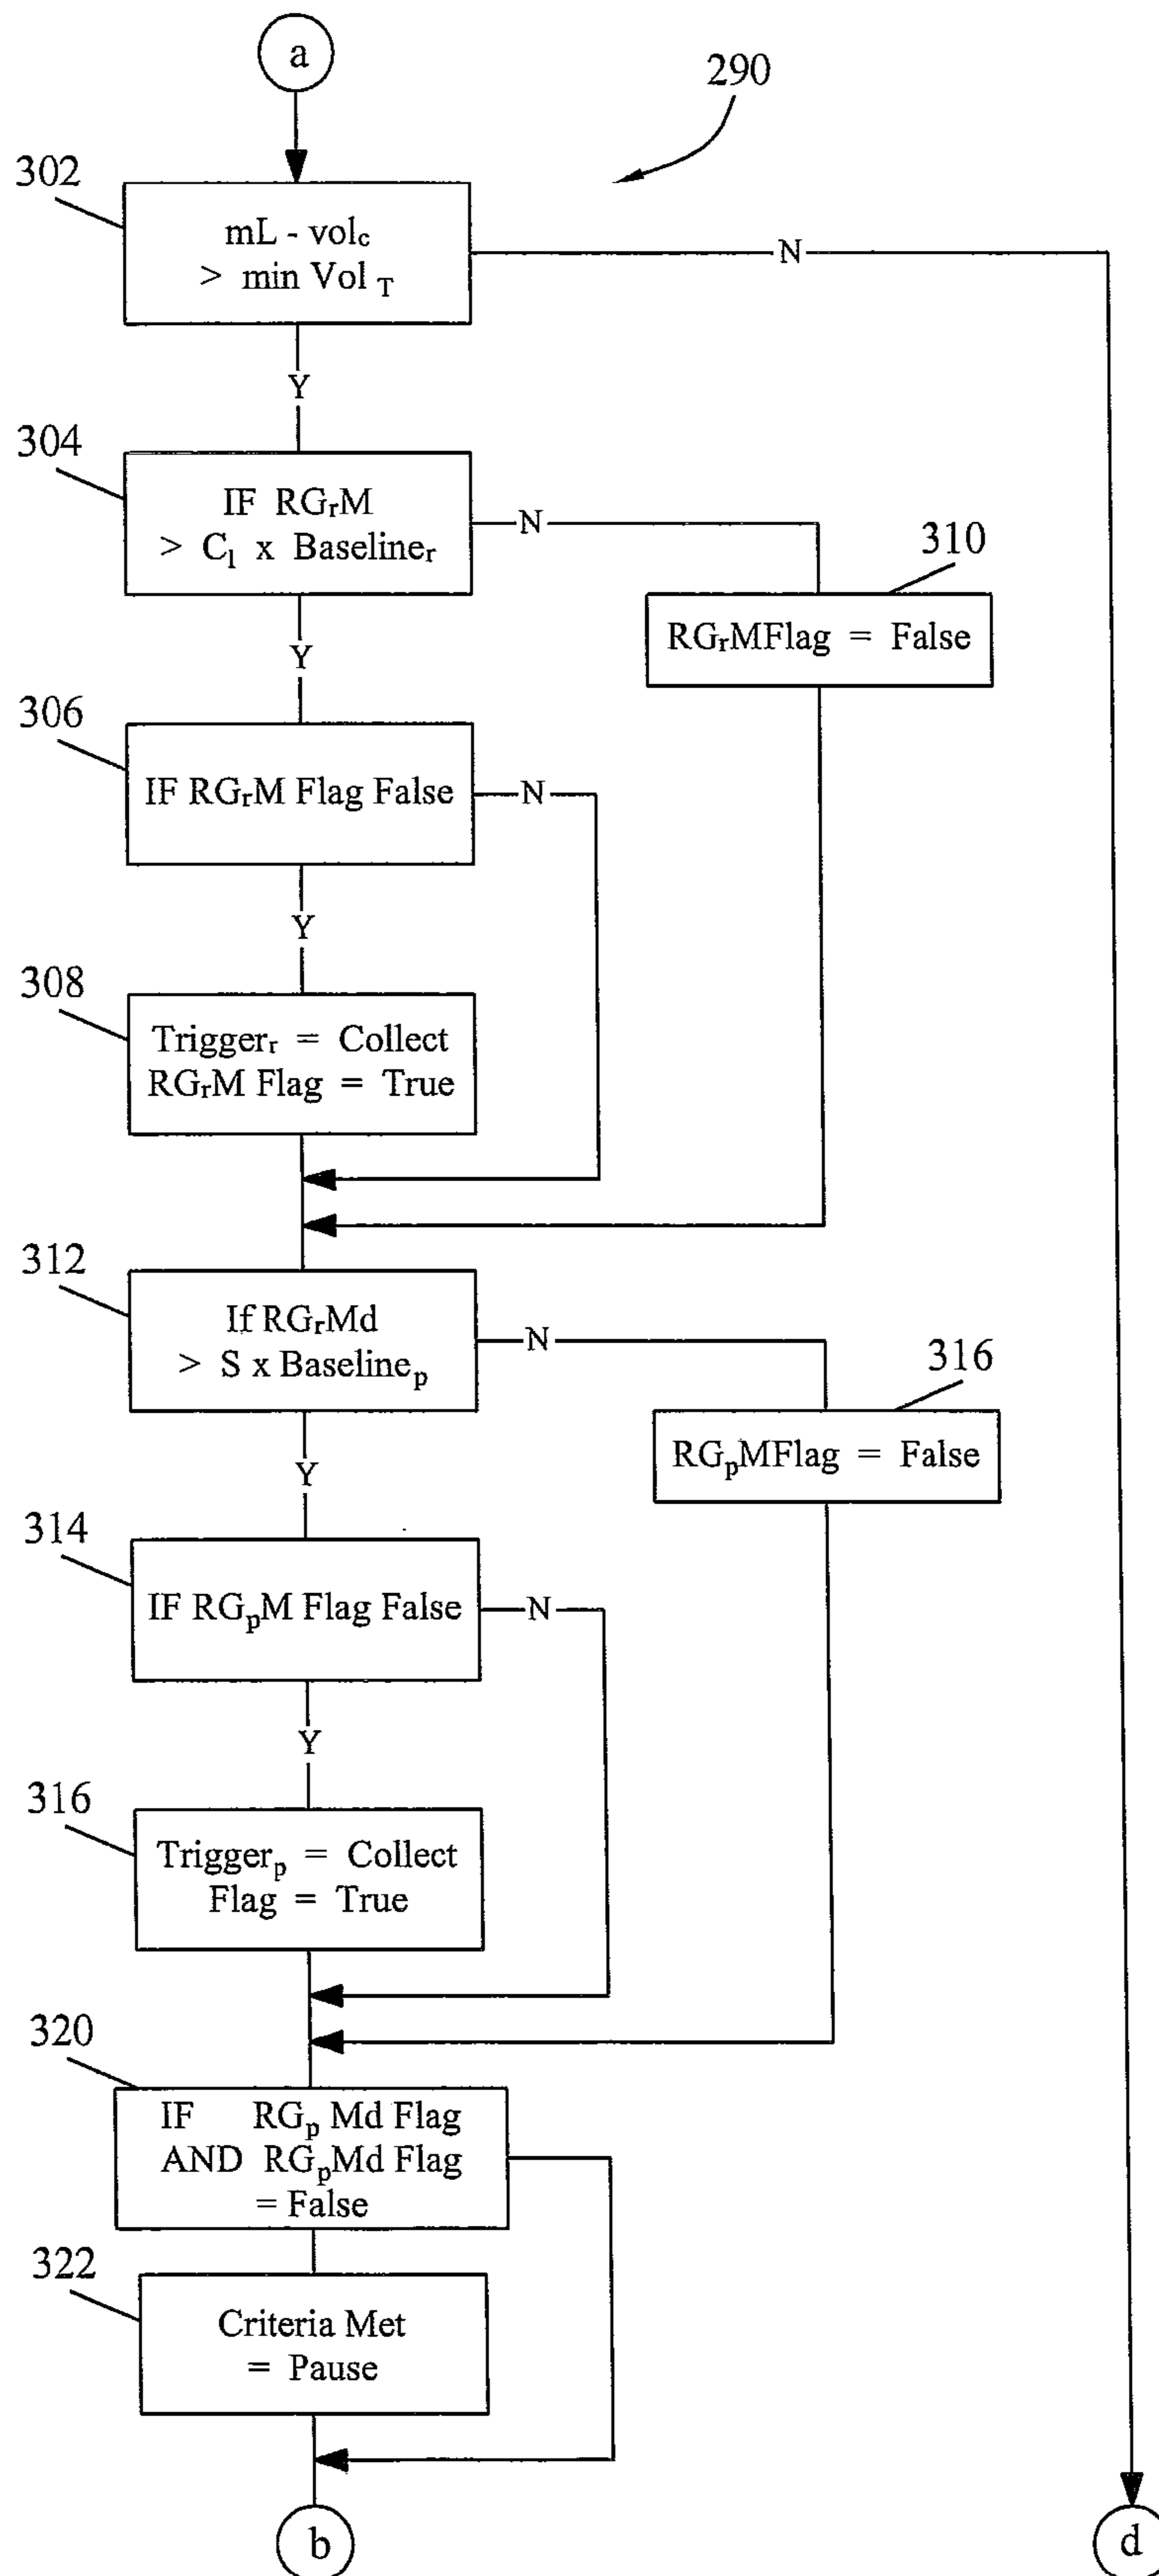 a
290
302
mL - volc
> min Vol T
N
Y
304
IF RGrM
> Cl x Baseliner
N
310
RGrMFlag = False
Y
306
IF RGrM Flag False
N
Y
308
Triggerr = Collect
RGrM Flag = True
312
If RGrMd
> S x Baselinep
N
316
RGpMFlag = False
Y
314
IF RGpM Flag False
N
Y
316
Triggerp = Collect
Flag = True
320
IF RGp Md Flag
AND RGpMd Flag
= False
322
Criteria Met
= Pause
b
d